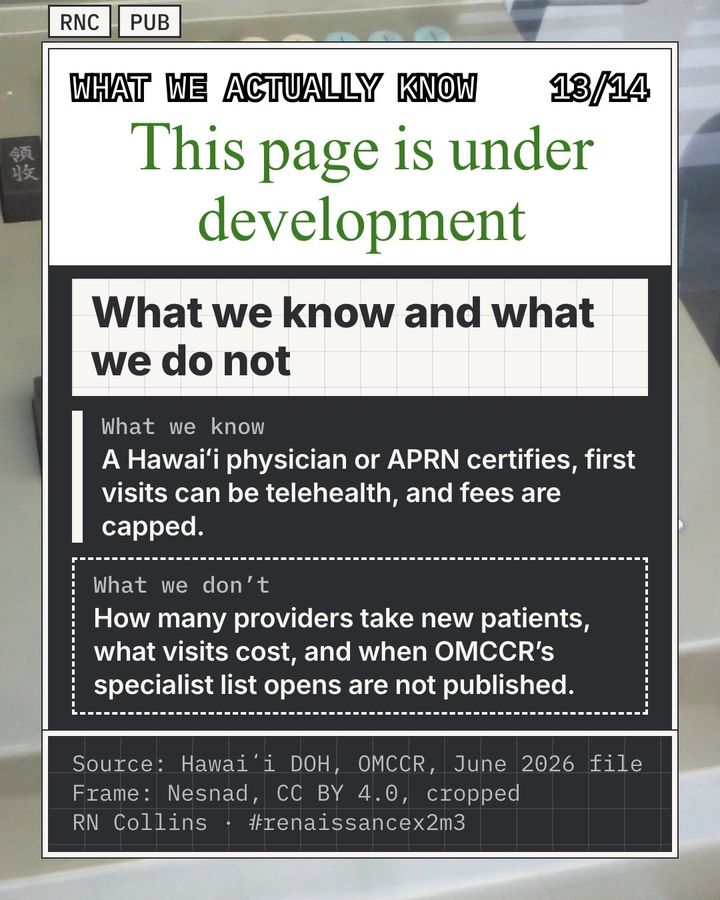 RNC PUB
WHAT WE ACTUALLY KNOW 13/14
This page is under
development
What we know and what
we do not
What we know
A Hawaiʻi physician or APRN certifies, first
visits can be telehealth, and fees are
capped.
What we don’t
How many providers take new patients,
what visits cost, and when OMCCR’s
specialist list opens are not published.
Source: Hawaiʻi DOH, OMCCR, June 2026 file
Frame: Nesnad, CC BY 4.0, cropped
RN Collins · #renaissancex2m3
領収